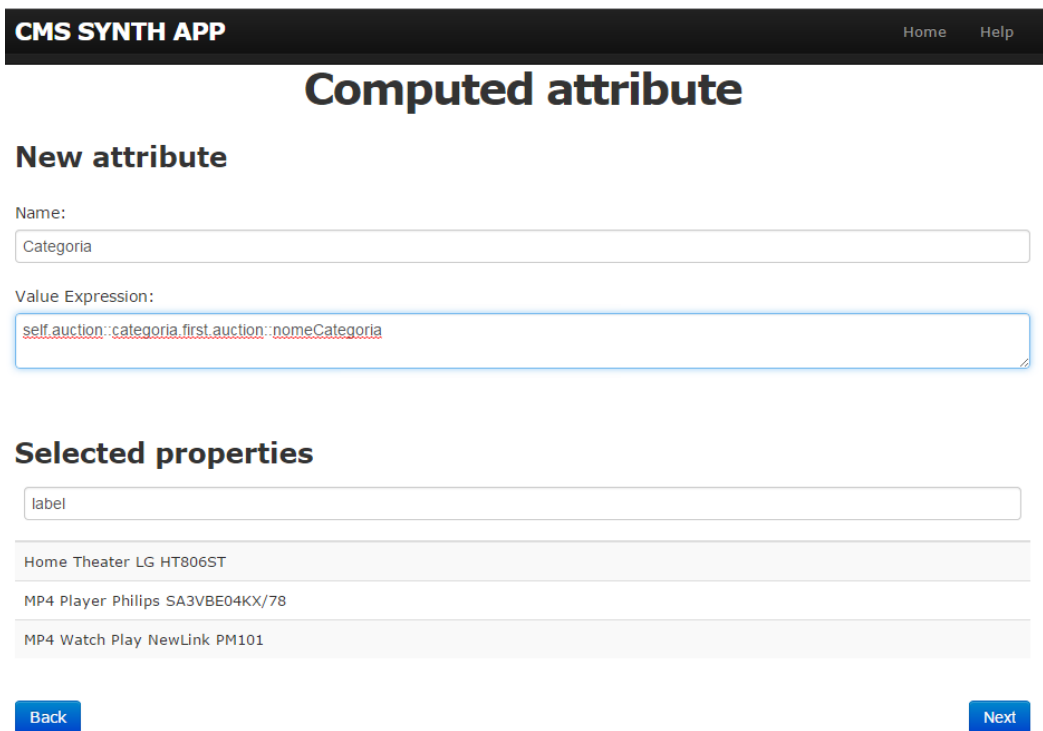 CMS SYNTH APP Home Help
Computed attribute
New attribute
Name:
Categoria
Value Expression:
self.auction::categoria.first.auction::nomeCategoria
Selected properties
label
Home Theater LG HT806ST
MP4 Player Philips SA3VBE04KX/78
MP4 Watch Play NewLink PM101
Back Next